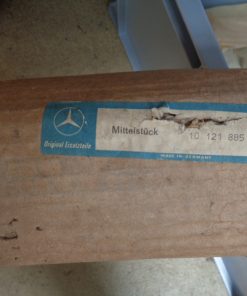 Mittelstück 10 121 885
Original Ersatzteile
MADE IN GERMANY